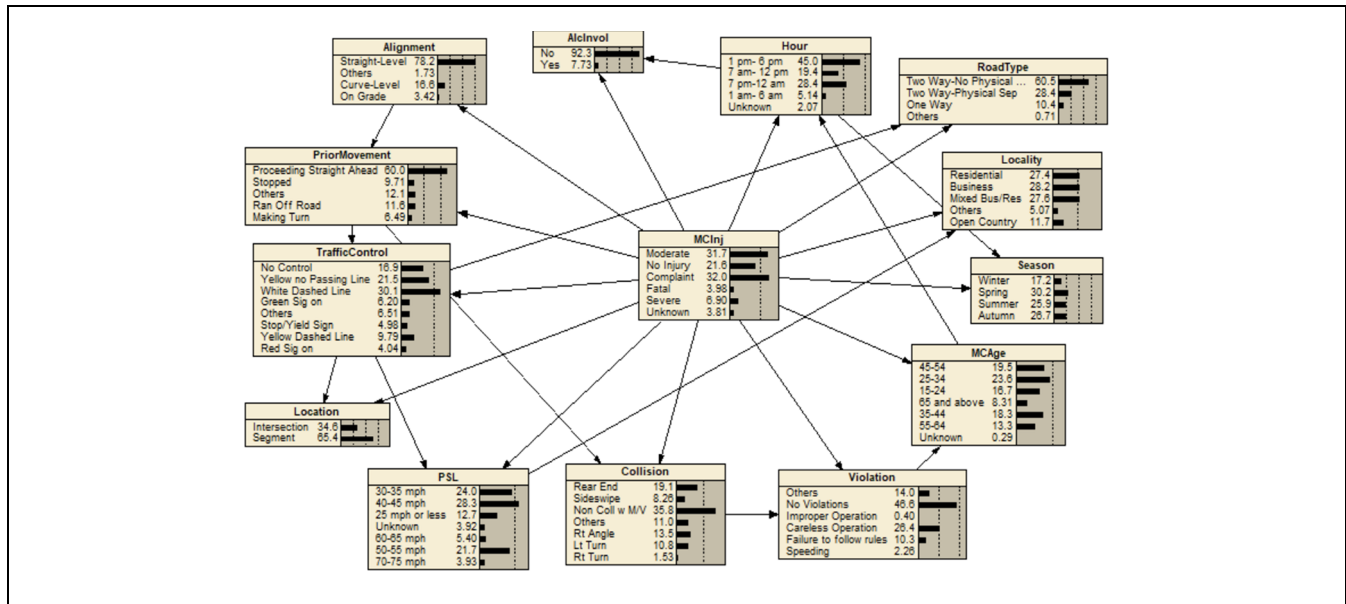 Alignment
Straight-Level 78.2
Others 1.73
Curve-Level 16.6
On Grade 3.42
AlcInvol
No 92.3
Yes 7.73
Hour
1 pm- 6 pm 45.0
7 am- 12 pm 19.4
7 pm-12 am 28.4
1 am- 6 am 5.14
Unknown 2.07
RoadType
Two Way-No Physical ... 60.5
Two Way-Physical Sep 28.4
One Way 10.4
Others 0.71
PriorMovement
Proceeding Straight Ahead 60.0
Stopped 9.71
Others 12.1
Ran Off Road 11.6
Making Turn 6.49
Locality
Residential 27.4
Business 28.2
Mixed Bus/Res 27.6
Others 5.07
Open Country 11.7
TrafficControl
No Control 16.9
Yellow no Passing Line 21.5
White Dashed Line 30.1
Green Sig on 6.20
Others 6.51
Stop/Yield Sign 4.98
Yellow Dashed Line 9.79
Red Sig on 4.04
MCInj
Moderate 31.7
No Injury 21.6
Complaint 32.0
Fatal 3.98
Severe 6.90
Unknown 3.81
Season
Winter 17.2
Spring 30.2
Summer 25.9
Autumn 26.7
MCAge
45-54 19.5
25-34 23.6
15-24 16.7
65 and above 8.31
35-44 18.3
55-64 13.3
Unknown 0.29
Location
Intersection 34.6
Segment 65.4
PSL
30-35 mph 24.0
40-45 mph 28.3
25 mph or less 12.7
Unknown 3.92
60-65 mph 5.40
50-55 mph 21.7
70-75 mph 3.93
Collision
Rear End 19.1
Sideswipe 8.26
Non Coll w M/V 35.8
Others 11.0
Rt Angle 13.5
Lt Turn 10.8
Rt Turn 1.53
Violation
Others 14.0
No Violations 46.6
Improper Operation 0.40
Careless Operation 26.4
Failure to follow rules 10.3
Speeding 2.26